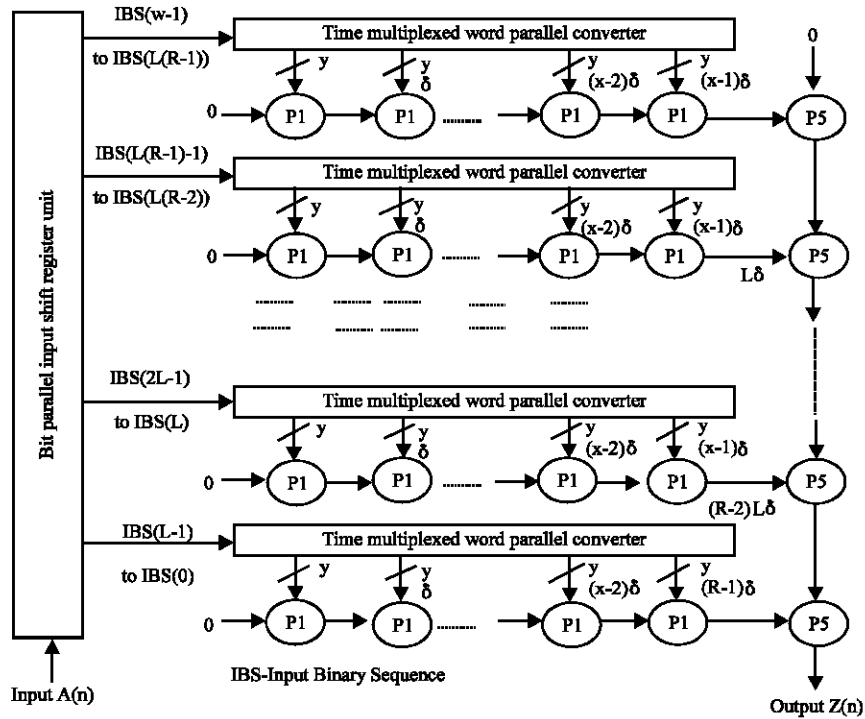 IBS(w-1)
to IBS(L(R-1))
Time multiplexed word parallel converter
0
y
y
δ
y
(x-2)δ
y
(x-1)δ
0
P1
P1
P1
P1
P5
IBS(L(R-1)-1)
to IBS(L(R-2))
Time multiplexed word parallel converter
y
y
δ
y
(x-2)δ
y
(x-1)δ
0
P1
P1
P1
P1
Lδ
P5
Bit parallel input shift register unit
IBS(2L-1)
to IBS(L)
Time multiplexed word parallel converter
y
y
δ
y
(x-2)δ
y
(x-1)δ
0
P1
P1
P1
P1
(R-2)Lδ
P5
IBS(L-1)
to IBS(0)
Time multiplexed word parallel converter
y
y
δ
y
(x-2)δ
y
(R-1)δ
0
P1
P1
P1
P1
P5
IBS-Input Binary Sequence
Input A(n)
Output Z(n)